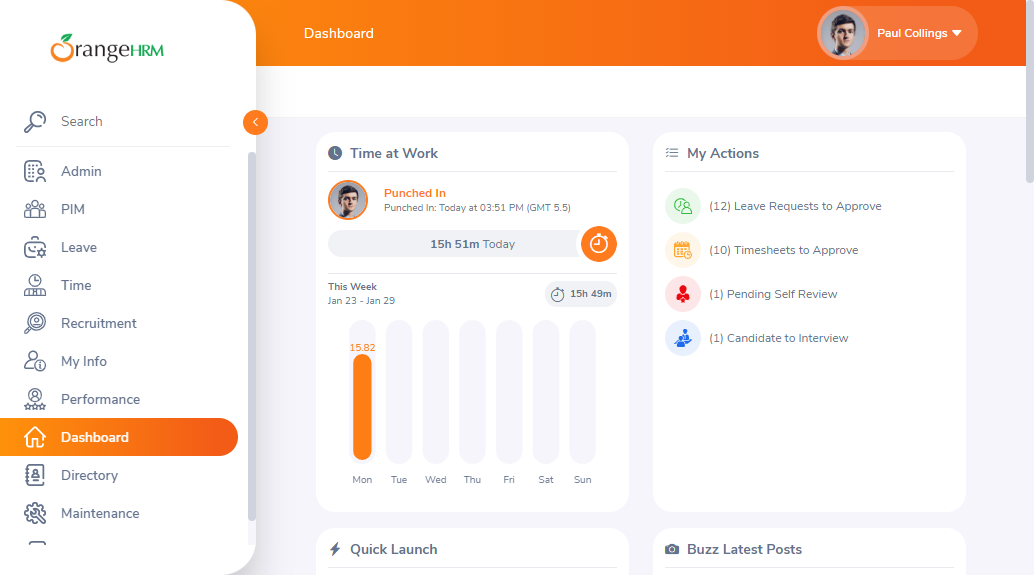 OrangeHRM
Dashboard
Paul Collings
Search
Admin
PIM
Leave
Time
Recruitment
My Info
Performance
Dashboard
Directory
Maintenance
Time at Work
Punched In
Punched In: Today at 03:51 PM (GMT 5.5)
15h 51m Today
This Week
Jan 23 - Jan 29
15h 49m
15.82
Mon Tue Wed Thu Fri Sat Sun
My Actions
(12) Leave Requests to Approve
(10) Timesheets to Approve
(1) Pending Self Review
(1) Candidate to Interview
Quick Launch
Buzz Latest Posts